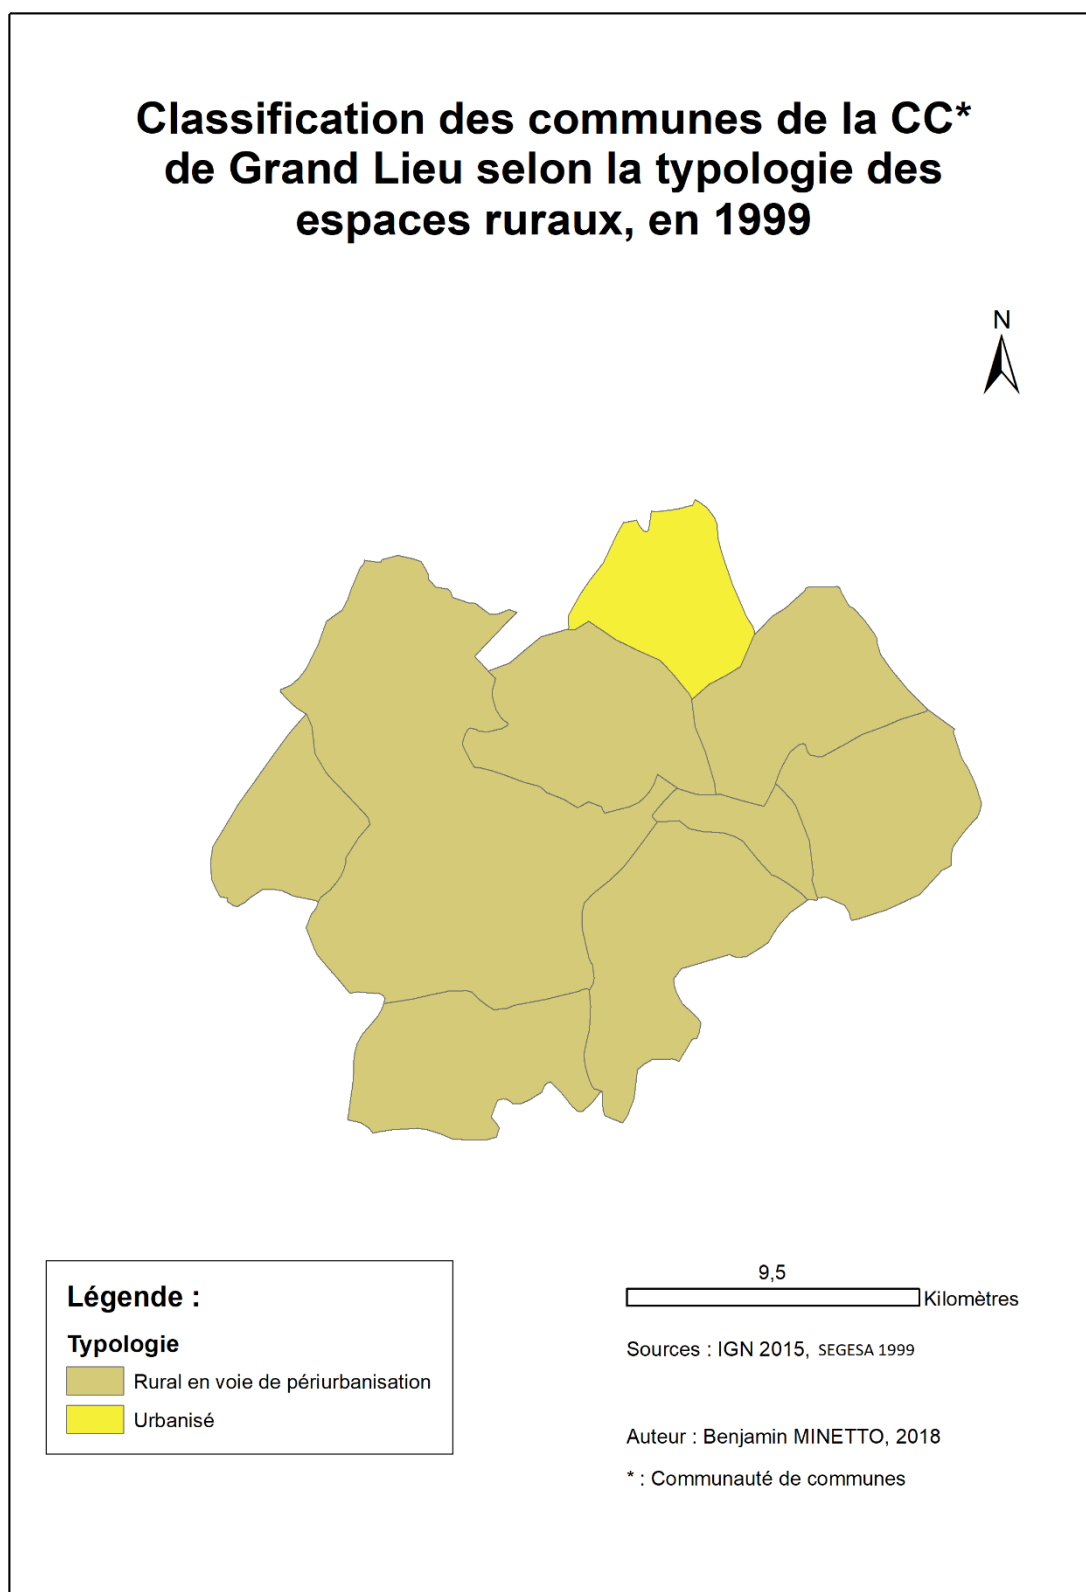 Classification des communes de la CC*
de Grand Lieu selon la typologie des
espaces ruraux, en 1999
N
Légende :
Typologie
Rural en voie de périurbanisation
Urbanisé
9,5
Kilomètres
Sources : IGN 2015, SEGESA 1999
Auteur : Benjamin MINETTO, 2018
* : Communauté de communes